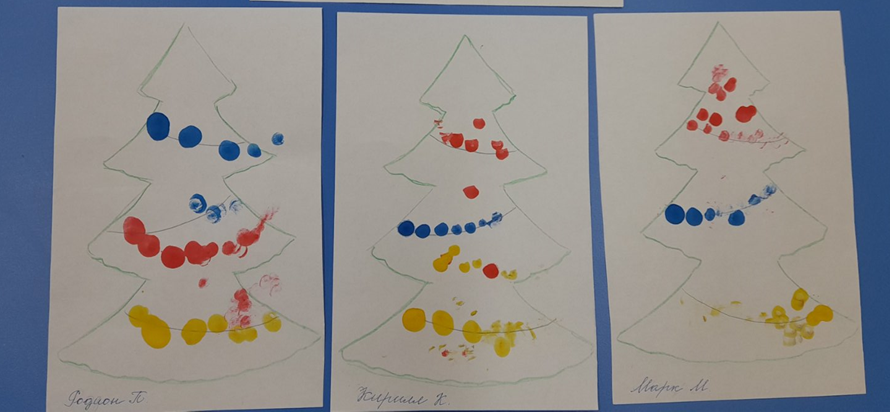 Родион П
Кирилл К.
Марк М